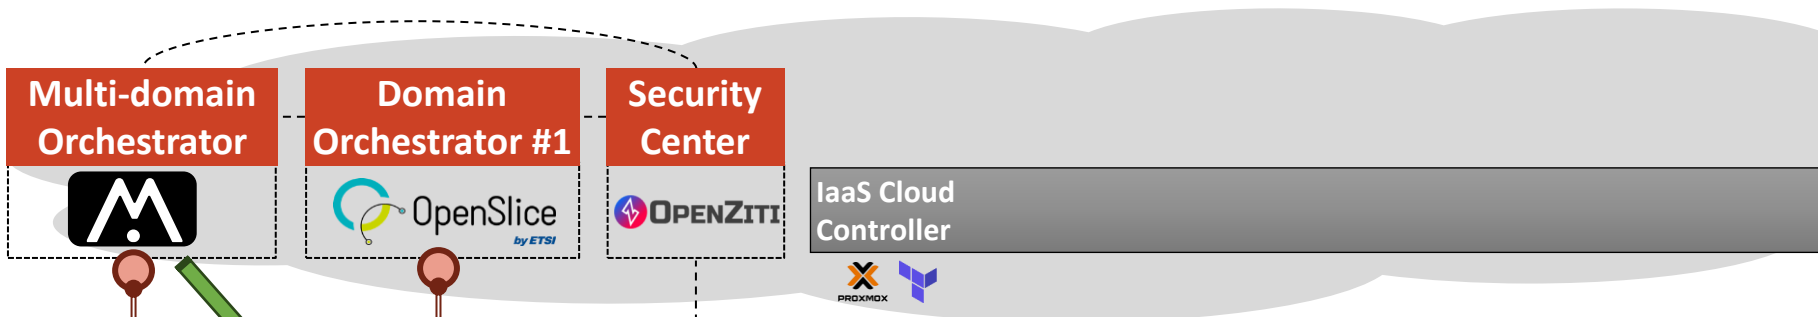 Multi-domain
Orchestrator
Domain
Orchestrator #1
Security
Center
OpenSlice
by ETSI
OPENZITI
IaaS Cloud
Controller
PROXMOX